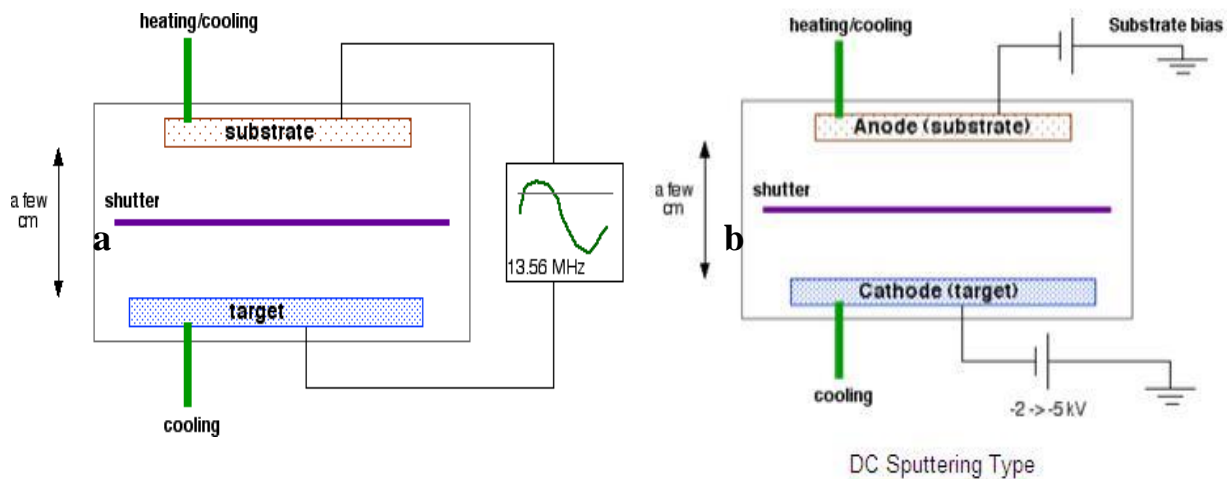 heating/cooling
substrate
a few
cm
shutter
a
13.56 MHz
target
cooling
heating/cooling
Substrate bias
Anode (substrate)
a few
cm
shutter
b
Cathode (target)
cooling
-2 -> -5 kV
DC Sputtering Type